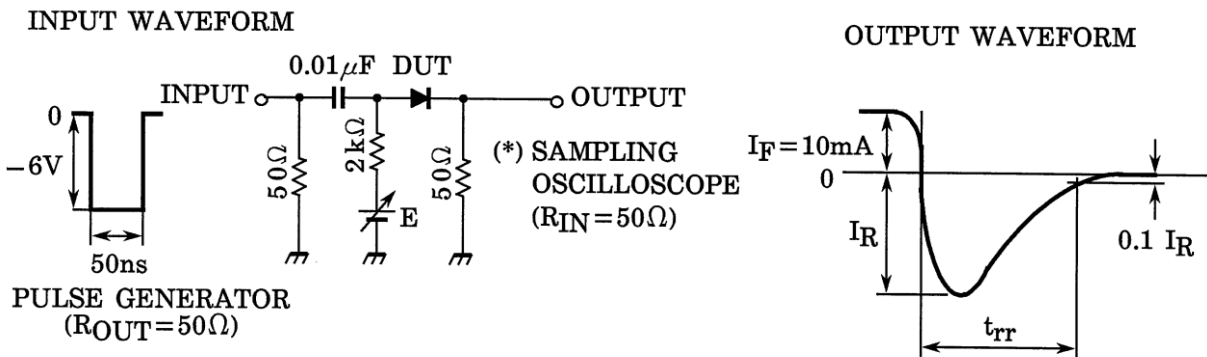 INPUT WAVEFORM
0
−6V
50ns
PULSE GENERATOR
(ROUT=50Ω)
0.01μF DUT
INPUT
OUTPUT
50Ω
2kΩ
E
50Ω
(*) SAMPLING
OSCILLOSCOPE
(RIN=50Ω)
OUTPUT WAVEFORM
IF=10mA
0
IR
0.1 IR
trr